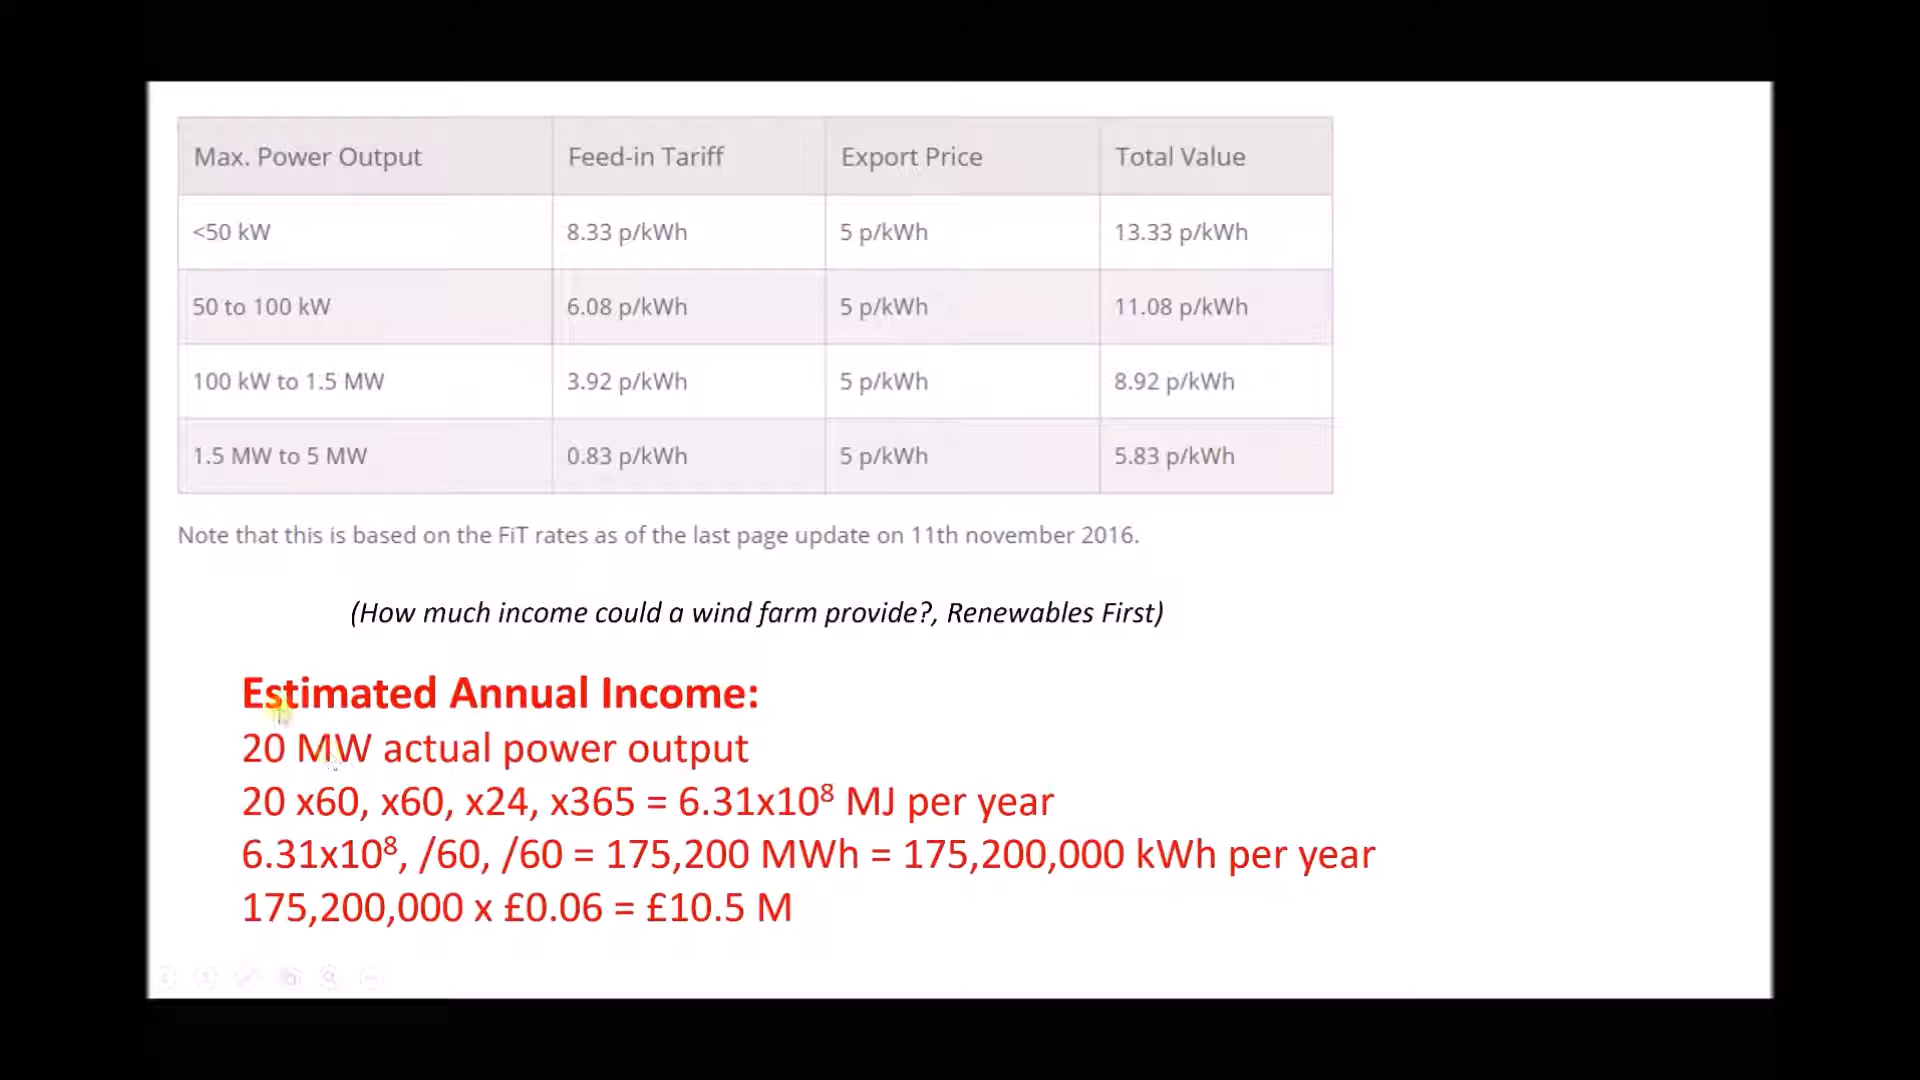 Max. Power Output Feed-in Tariff Export Price Total Value
<50 kW 8.33 p/kWh 5 p/kWh 13.33 p/kWh
50 to 100 kW 6.08 p/kWh 5 p/kWh 11.08 p/kWh
100 kW to 1.5 MW 3.92 p/kWh 5 p/kWh 8.92 p/kWh
1.5 MW to 5 MW 0.83 p/kWh 5 p/kWh 5.83 p/kWh
Note that this is based on the FiT rates as of the last page update on 11th november 2016.
(How much income could a wind farm provide?, Renewables First)
Estimated Annual Income:
20 MW actual power output
20 x60, x60, x24, x365 = 6.31x10⁸ MJ per year
6.31x10⁸, /60, /60 = 175,200 MWh = 175,200,000 kWh per year
175,200,000 x £0.06 = £10.5 M